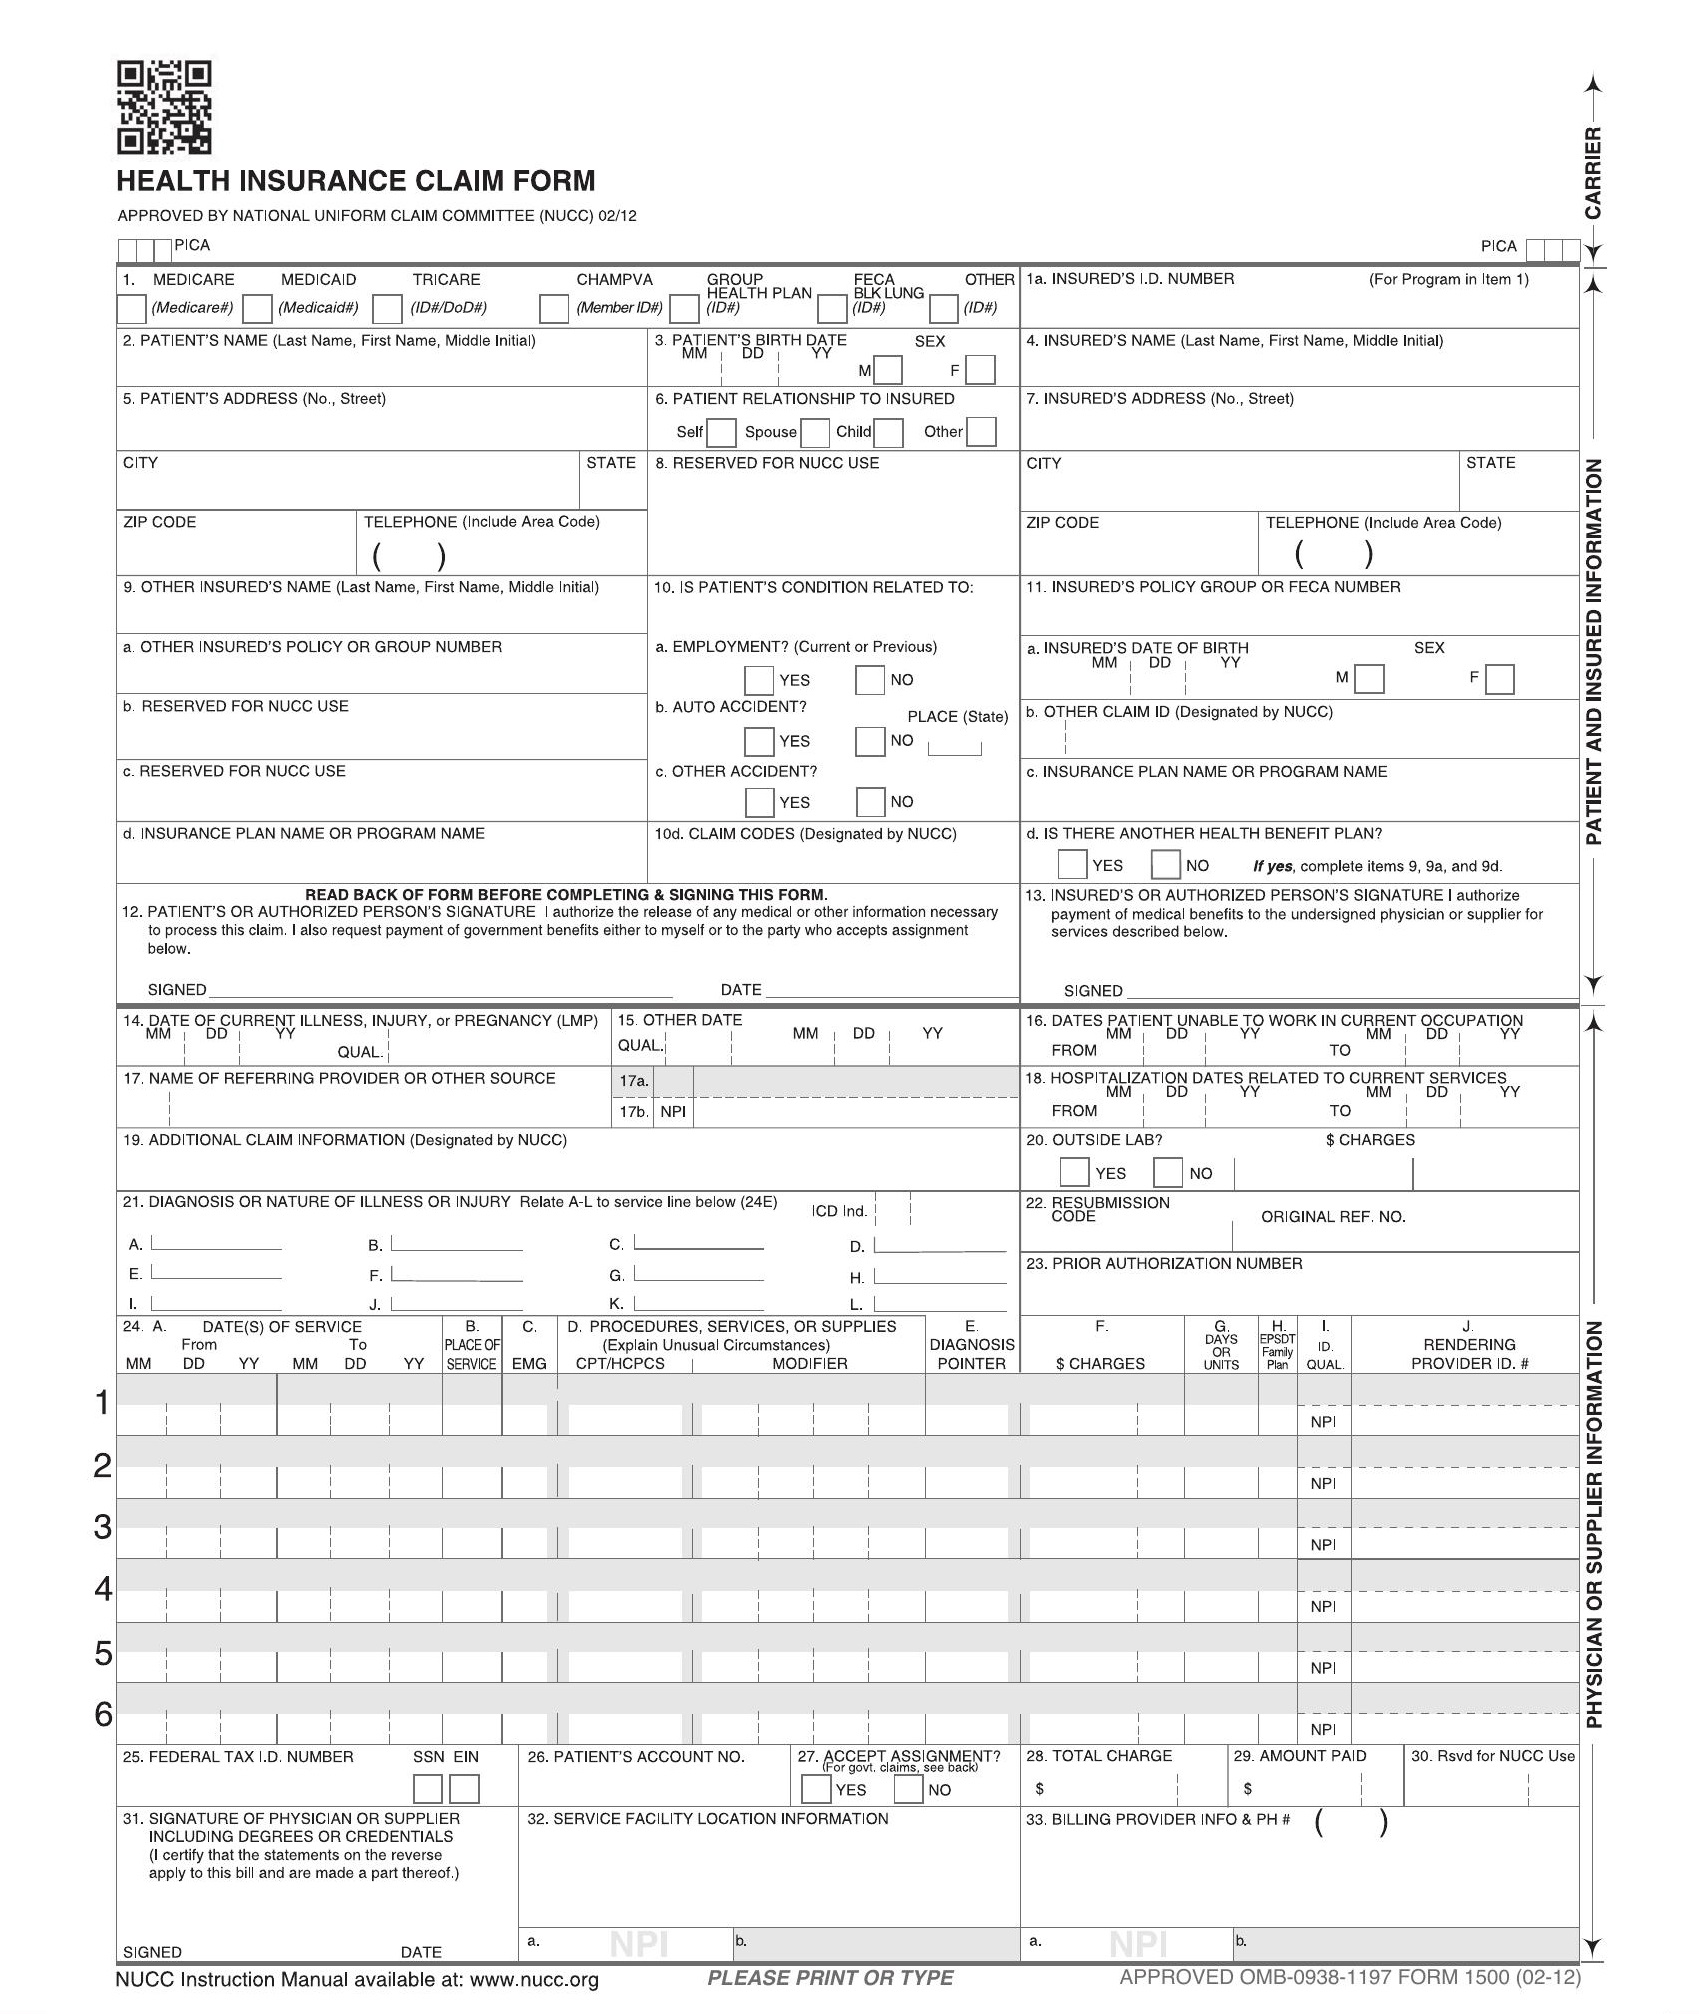 HEALTH INSURANCE CLAIM FORM
APPROVED BY NATIONAL UNIFORM CLAIM COMMITTEE (NUCC) 02/12
PICA
PICA
CARRIER
1. MEDICARE MEDICAID TRICARE CHAMPVA GROUP HEALTH PLAN FECA BLK LUNG OTHER
(Medicare#) (Medicaid#) (ID#/DoD#) (Member ID#) (ID#) (ID#) (ID#)
1a. INSURED'S I.D. NUMBER (For Program in Item 1)
2. PATIENT'S NAME (Last Name, First Name, Middle Initial)
3. PATIENT'S BIRTH DATE SEX
MM DD YY M F
4. INSURED'S NAME (Last Name, First Name, Middle Initial)
5. PATIENT'S ADDRESS (No., Street)
6. PATIENT RELATIONSHIP TO INSURED
Self Spouse Child Other
7. INSURED'S ADDRESS (No., Street)
CITY STATE
8. RESERVED FOR NUCC USE
CITY STATE
ZIP CODE TELEPHONE (Include Area Code)
( )
ZIP CODE TELEPHONE (Include Area Code)
( )
9. OTHER INSURED'S NAME (Last Name, First Name, Middle Initial)
10. IS PATIENT'S CONDITION RELATED TO:
11. INSURED'S POLICY GROUP OR FECA NUMBER
a. OTHER INSURED'S POLICY OR GROUP NUMBER
a. EMPLOYMENT? (Current or Previous)
YES NO
a. INSURED'S DATE OF BIRTH SEX
MM DD YY M F
b. RESERVED FOR NUCC USE
b. AUTO ACCIDENT? PLACE (State)
YES NO
b. OTHER CLAIM ID (Designated by NUCC)
c. RESERVED FOR NUCC USE
c. OTHER ACCIDENT?
YES NO
c. INSURANCE PLAN NAME OR PROGRAM NAME
d. INSURANCE PLAN NAME OR PROGRAM NAME
10d. CLAIM CODES (Designated by NUCC)
d. IS THERE ANOTHER HEALTH BENEFIT PLAN?
YES NO If yes, complete items 9, 9a, and 9d.
READ BACK OF FORM BEFORE COMPLETING & SIGNING THIS FORM.
12. PATIENT'S OR AUTHORIZED PERSON'S SIGNATURE I authorize the release of any medical or other information necessary
to process this claim. I also request payment of government benefits either to myself or to the party who accepts assignment
below.
SIGNED DATE
13. INSURED'S OR AUTHORIZED PERSON'S SIGNATURE I authorize
payment of medical benefits to the undersigned physician or supplier for
services described below.
SIGNED
PATIENT AND INSURED INFORMATION
14. DATE OF CURRENT ILLNESS, INJURY, or PREGNANCY (LMP)
MM DD YY
QUAL.
15. OTHER DATE
QUAL. MM DD YY
16. DATES PATIENT UNABLE TO WORK IN CURRENT OCCUPATION
MM DD YY MM DD YY
FROM TO
17. NAME OF REFERRING PROVIDER OR OTHER SOURCE
17a.
17b. NPI
18. HOSPITALIZATION DATES RELATED TO CURRENT SERVICES
MM DD YY MM DD YY
FROM TO
19. ADDITIONAL CLAIM INFORMATION (Designated by NUCC)
20. OUTSIDE LAB? $ CHARGES
YES NO
21. DIAGNOSIS OR NATURE OF ILLNESS OR INJURY Relate A-L to service line below (24E)
ICD Ind.
A. B. C. D.
E. F. G. H.
I. J. K. L.
22. RESUBMISSION
CODE ORIGINAL REF. NO.
23. PRIOR AUTHORIZATION NUMBER
24. A. DATE(S) OF SERVICE
From To
MM DD YY MM DD YY
B.
PLACE OF
SERVICE
C.
EMG
D. PROCEDURES, SERVICES, OR SUPPLIES
(Explain Unusual Circumstances)
CPT/HCPCS MODIFIER
E.
DIAGNOSIS
POINTER
F.
$ CHARGES
G.
DAYS
OR
UNITS
H.
EPSDT
Family
Plan
I.
ID.
QUAL.
J.
RENDERING
PROVIDER ID. #
1
NPI
2
NPI
3
NPI
4
NPI
5
NPI
6
NPI
25. FEDERAL TAX I.D. NUMBER SSN EIN
26. PATIENT'S ACCOUNT NO.
27. ACCEPT ASSIGNMENT?
(For govt. claims, see back)
YES NO
28. TOTAL CHARGE
$
29. AMOUNT PAID
$
30. Rsvd for NUCC Use
31. SIGNATURE OF PHYSICIAN OR SUPPLIER
INCLUDING DEGREES OR CREDENTIALS
(I certify that the statements on the reverse
apply to this bill and are made a part thereof.)
SIGNED DATE
32. SERVICE FACILITY LOCATION INFORMATION
a. NPI b.
33. BILLING PROVIDER INFO & PH # ( )
a. NPI b.
PHYSICIAN OR SUPPLIER INFORMATION
NUCC Instruction Manual available at: www.nucc.org
PLEASE PRINT OR TYPE
APPROVED OMB-0938-1197 FORM 1500 (02-12)